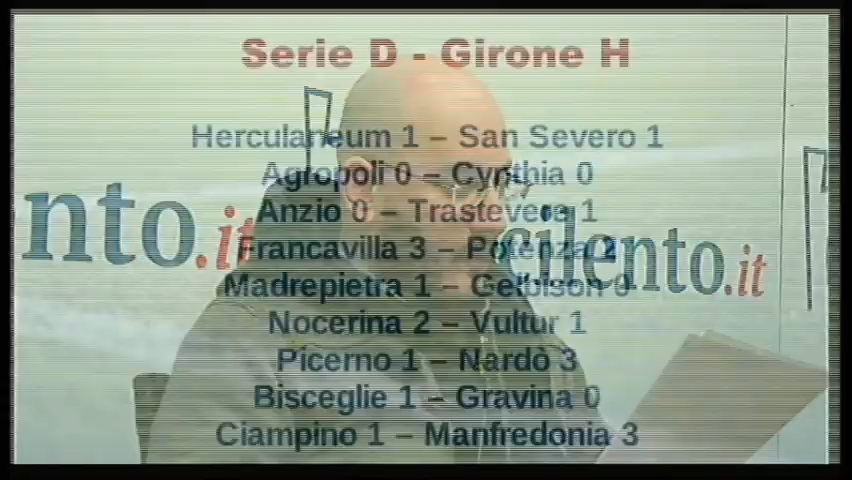 Serie D - Girone H
Herculaneum 1 – San Severo 1
Agropoli 0 – Cynthia 0
Anzio 0 – Trastevere 1
Francavilla 3 – Potenza 2
Madrepietra 1 – Gelbison 0
Nocerina 2 – Vultur 1
Picerno 1 – Nardò 3
Bisceglie 1 – Gravina 0
Ciampino 1 – Manfredonia 3
nto.it
cilento.it